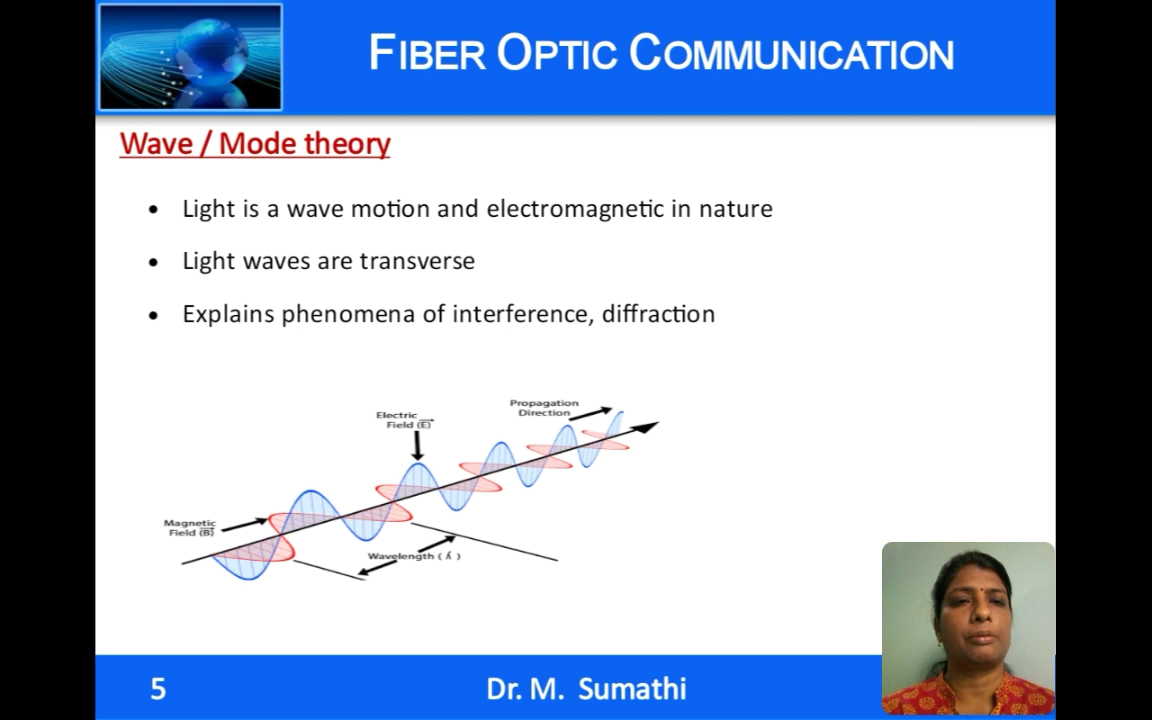 FIBER OPTIC COMMUNICATION
Wave / Mode theory
• Light is a wave motion and electromagnetic in nature
• Light waves are transverse
• Explains phenomena of interference, diffraction
Propagation
Direction
Electric
Field (E)
Magnetic
Field (B)
Wavelength ( λ )
5
Dr. M. Sumathi